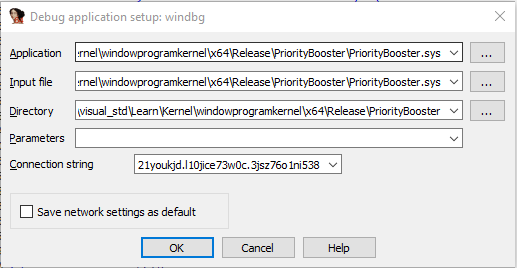 Debug application setup: windbg
Application
:ernel\windowprogramkernel\x64\Release\PriorityBooster\PriorityBooster.sys
...
Input file
:ernel\windowprogramkernel\x64\Release\PriorityBooster\PriorityBooster.sys
...
Directory
\visual_std\Learn\Kernel\windowprogramkernel\x64\Release\PriorityBooster
...
Parameters
Connection string
21youkjd.l10jice73w0c.3jsz76o1ni538
Save network settings as default
OK
Cancel
Help